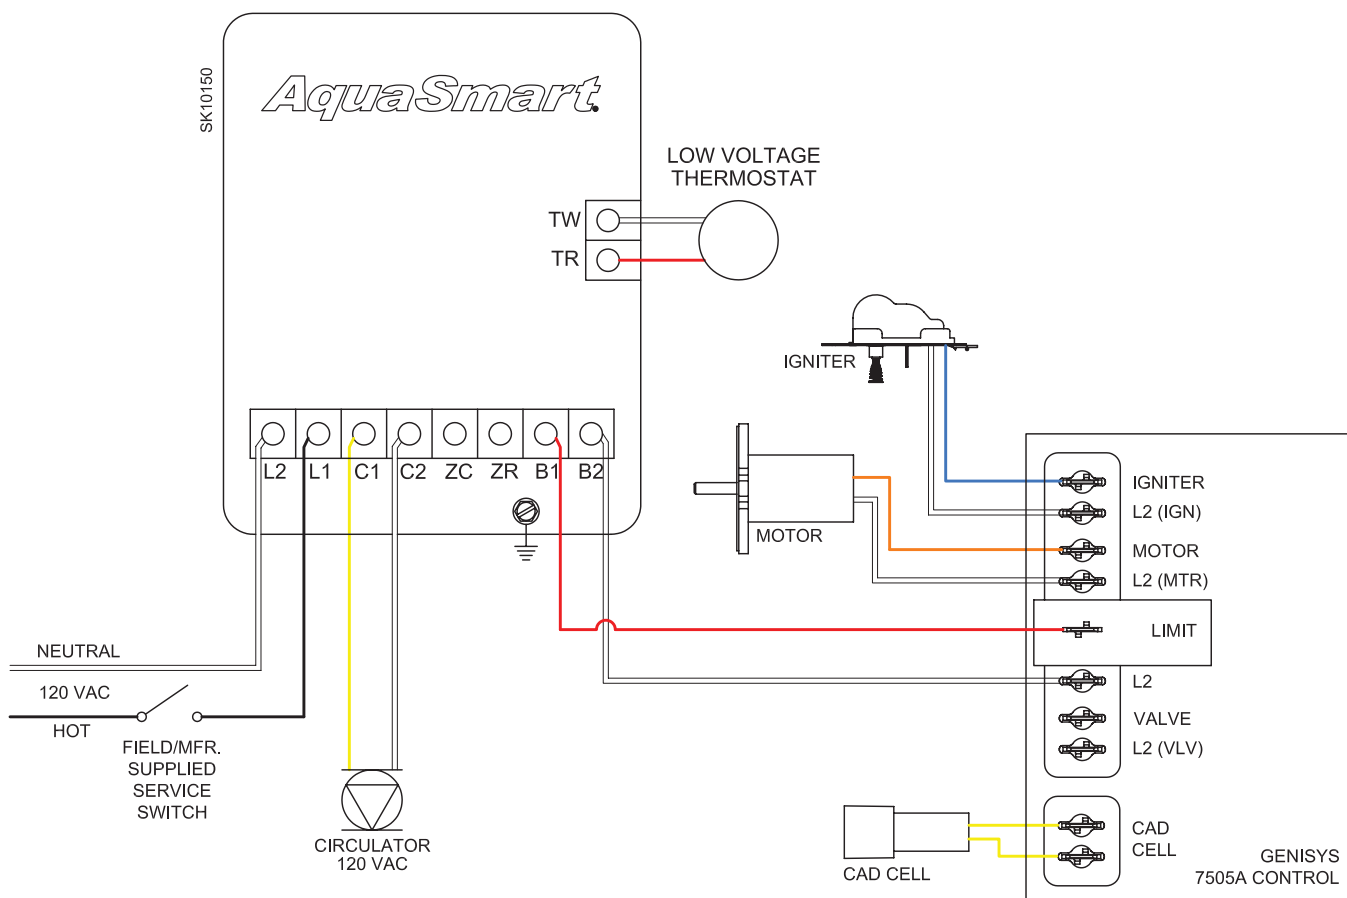 SK10150
AquaSmart
LOW VOLTAGE
THERMOSTAT
TW
TR
IGNITER
L2
L1
C1
C2
ZC
ZR
B1
B2
MOTOR
IGNITER
L2 (IGN)
MOTOR
L2 (MTR)
LIMIT
L2
VALVE
L2 (VLV)
NEUTRAL
120 VAC
HOT
FIELD/MFR.
SUPPLIED
SERVICE
SWITCH
CIRCULATOR
120 VAC
CAD CELL
CAD
CELL
GENISYS
7505A CONTROL